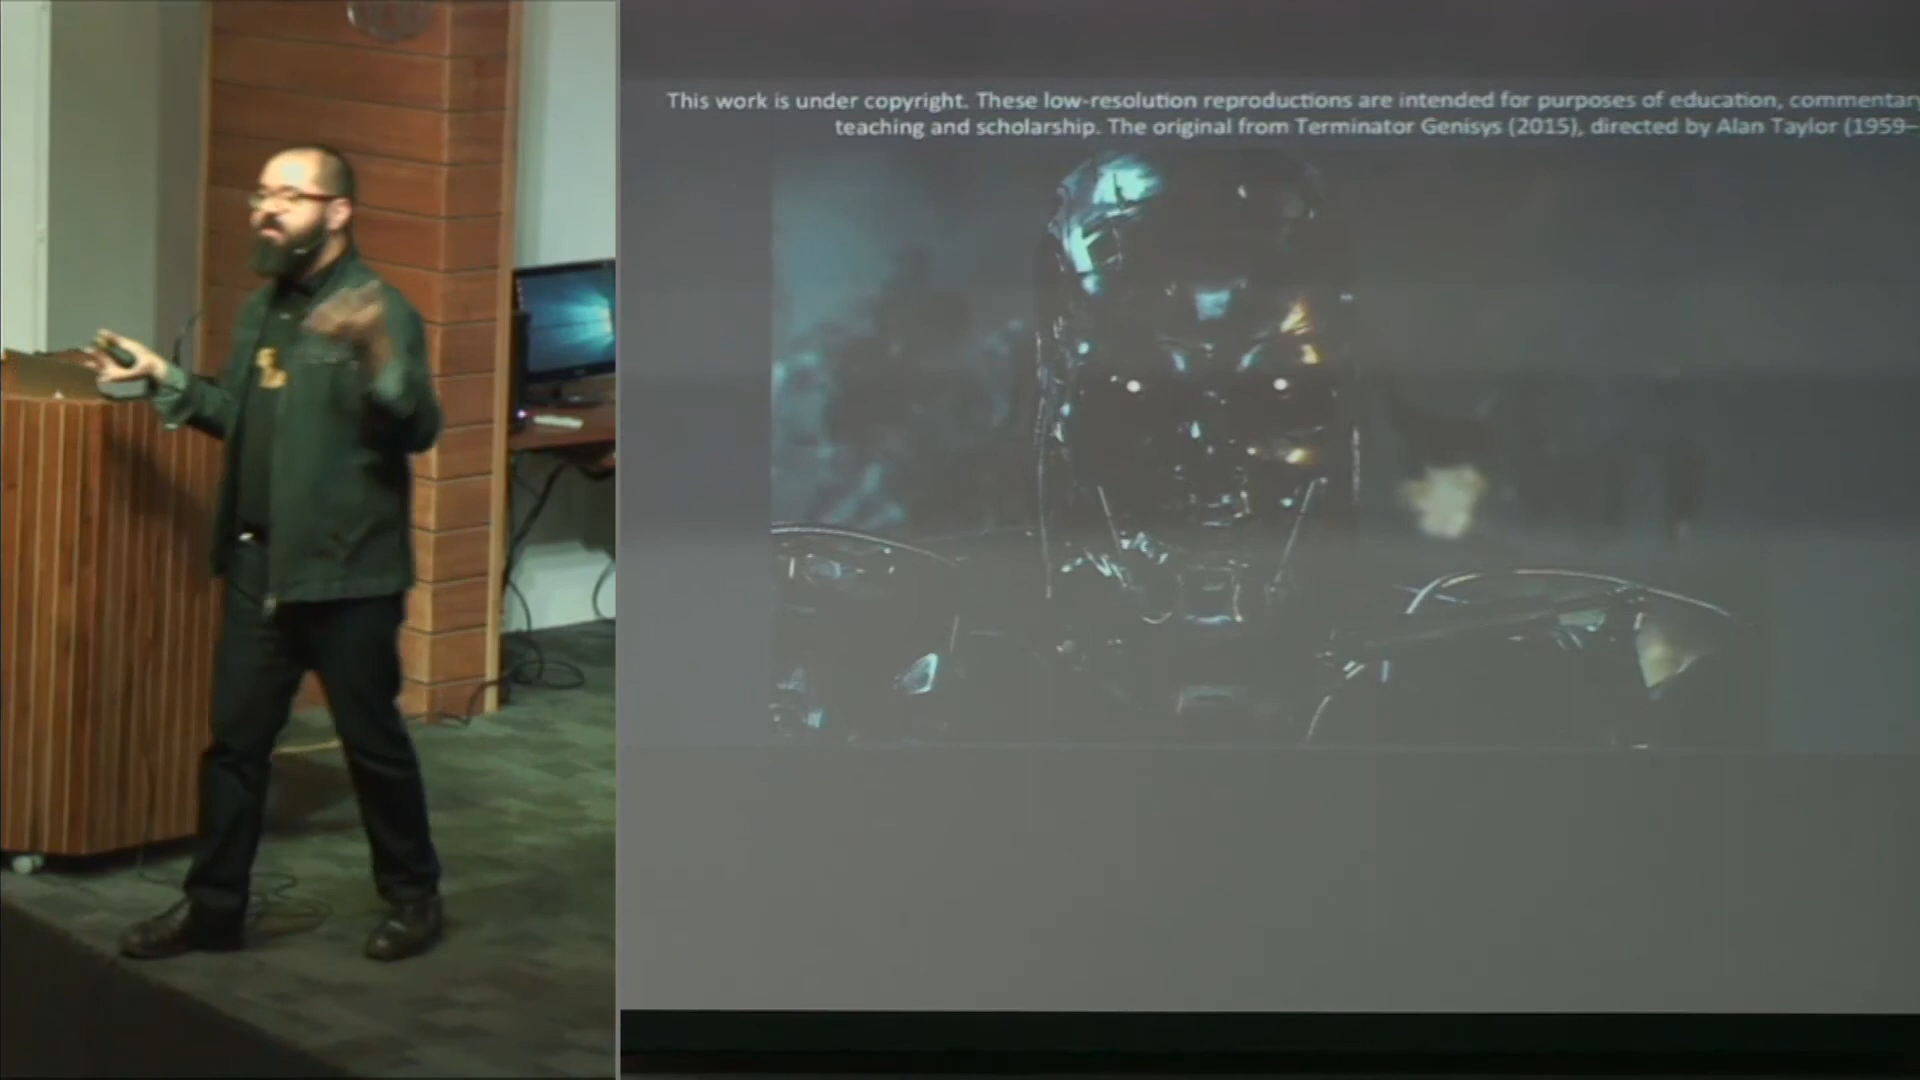 This work is under copyright. These low-resolution reproductions are intended for purposes of education, commentary
teaching and scholarship. The original from Terminator Genisys (2015), directed by Alan Taylor (1959–